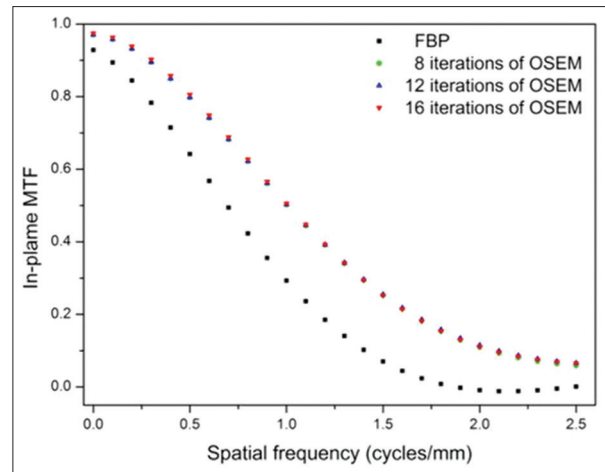 FBP
8 iterations of OSEM
12 iterations of OSEM
16 iterations of OSEM
In-plame MTF
1.0
0.8
0.6
0.4
0.2
0.0
0.0 0.5 1.0 1.5 2.0 2.5
Spatial frequency (cycles/mm)